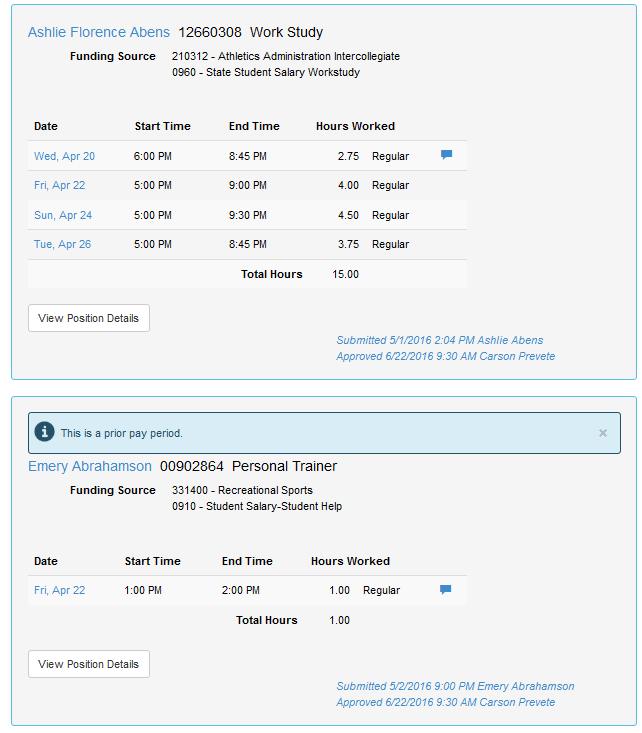 Ashlie Florence Abens 12660308 Work Study
Funding Source 210312 - Athletics Administration Intercollegiate
0960 - State Student Salary Workstudy
Date Start Time End Time Hours Worked
Wed, Apr 20 6:00 PM 8:45 PM 2.75 Regular
Fri, Apr 22 5:00 PM 9:00 PM 4.00 Regular
Sun, Apr 24 5:00 PM 9:30 PM 4.50 Regular
Tue, Apr 26 5:00 PM 8:45 PM 3.75 Regular
Total Hours 15.00
View Position Details
Submitted 5/1/2016 2:04 PM Ashlie Abens
Approved 6/22/2016 9:30 AM Carson Prevete
This is a prior pay period. ×
Emery Abrahamson 00902864 Personal Trainer
Funding Source 331400 - Recreational Sports
0910 - Student Salary-Student Help
Date Start Time End Time Hours Worked
Fri, Apr 22 1:00 PM 2:00 PM 1.00 Regular
Total Hours 1.00
View Position Details
Submitted 5/2/2016 9:00 PM Emery Abrahamson
Approved 6/22/2016 9:30 AM Carson Prevete